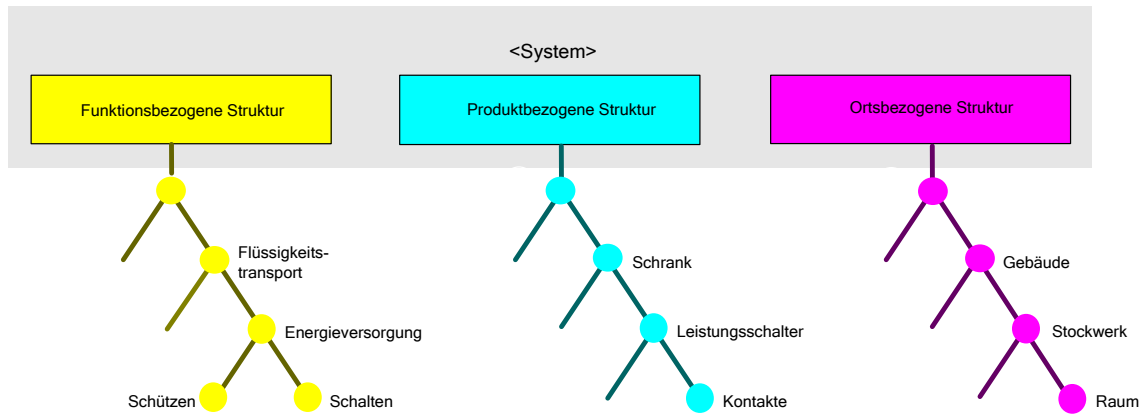 <System>
Funktionsbezogene Struktur
Produktbezogene Struktur
Ortsbezogene Struktur
Flüssigkeits-
transport
Schrank
Gebäude
Energieversorgung
Leistungsschalter
Stockwerk
Schützen
Schalten
Kontakte
Raum